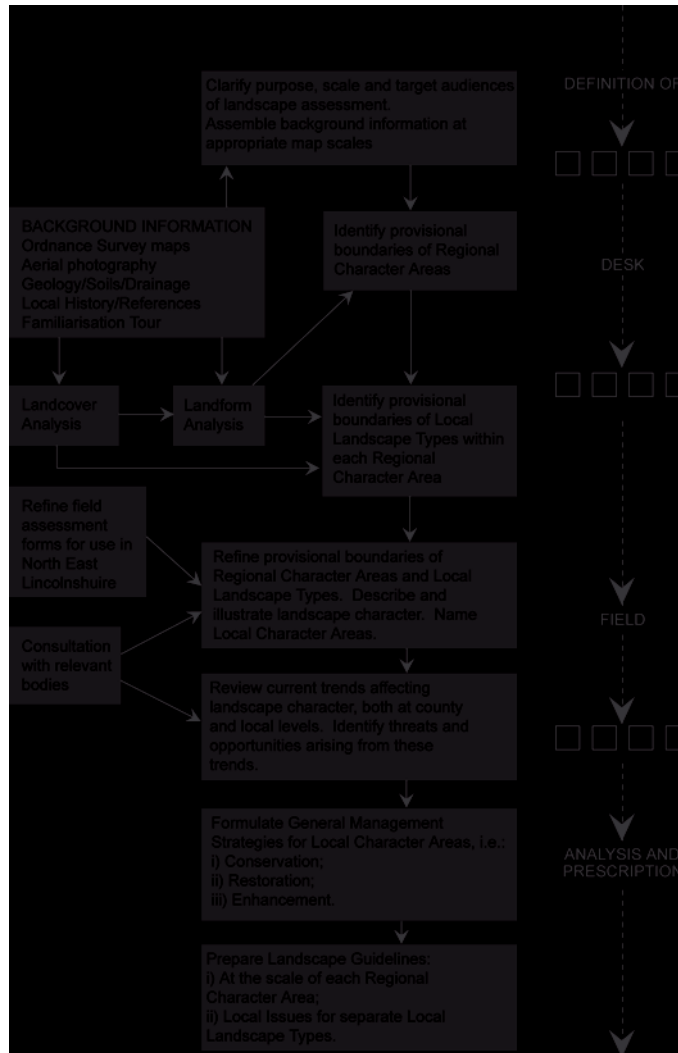 Clarify purpose, scale and target audiences
of landscape assessment.
Assemble background information at
appropriate map scales
DEFINITION OF
BACKGROUND INFORMATION
Ordnance Survey maps
Aerial photography
Geology/Soils/Drainage
Local History/References
Familiarisation Tour
Identify provisional
boundaries of Regional
Character Areas
DESK
Landcover
Analysis
Landform
Analysis
Identify provisional
boundaries of Local
Landscape Types within
each Regional
Character Area
Refine field
assessment
forms for use in
North East
Lincolnshuire
Refine provisional boundaries of
Regional Character Areas and Local
Landscape Types. Describe and
illustrate landscape character. Name
Local Character Areas.
FIELD
Consultation
with relevant
bodies
Review current trends affecting
landscape character, both at county
and local levels. Identify threats and
opportunities arising from these
trends.
Formulate General Management
Strategies for Local Character Areas, i.e.:
i) Conservation;
ii) Restoration;
iii) Enhancement.
ANALYSIS AND
PRESCRIPTION
Prepare Landscape Guidelines:
i) At the scale of each Regional
Character Area;
ii) Local Issues for separate Local
Landscape Types.